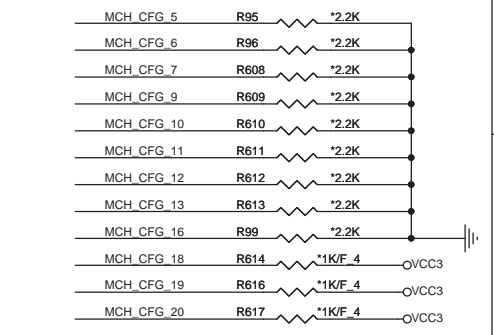 MCH_CFG_5 R95 *2.2K
MCH_CFG_6 R96 *2.2K
MCH_CFG_7 R608 *2.2K
MCH_CFG_9 R609 *2.2K
MCH_CFG_10 R610 *2.2K
MCH_CFG_11 R611 *2.2K
MCH_CFG_12 R612 *2.2K
MCH_CFG_13 R613 *2.2K
MCH_CFG_16 R99 *2.2K
MCH_CFG_18 R614 *1K/F_4 VCC3
MCH_CFG_19 R616 *1K/F_4 VCC3
MCH_CFG_20 R617 *1K/F_4 VCC3